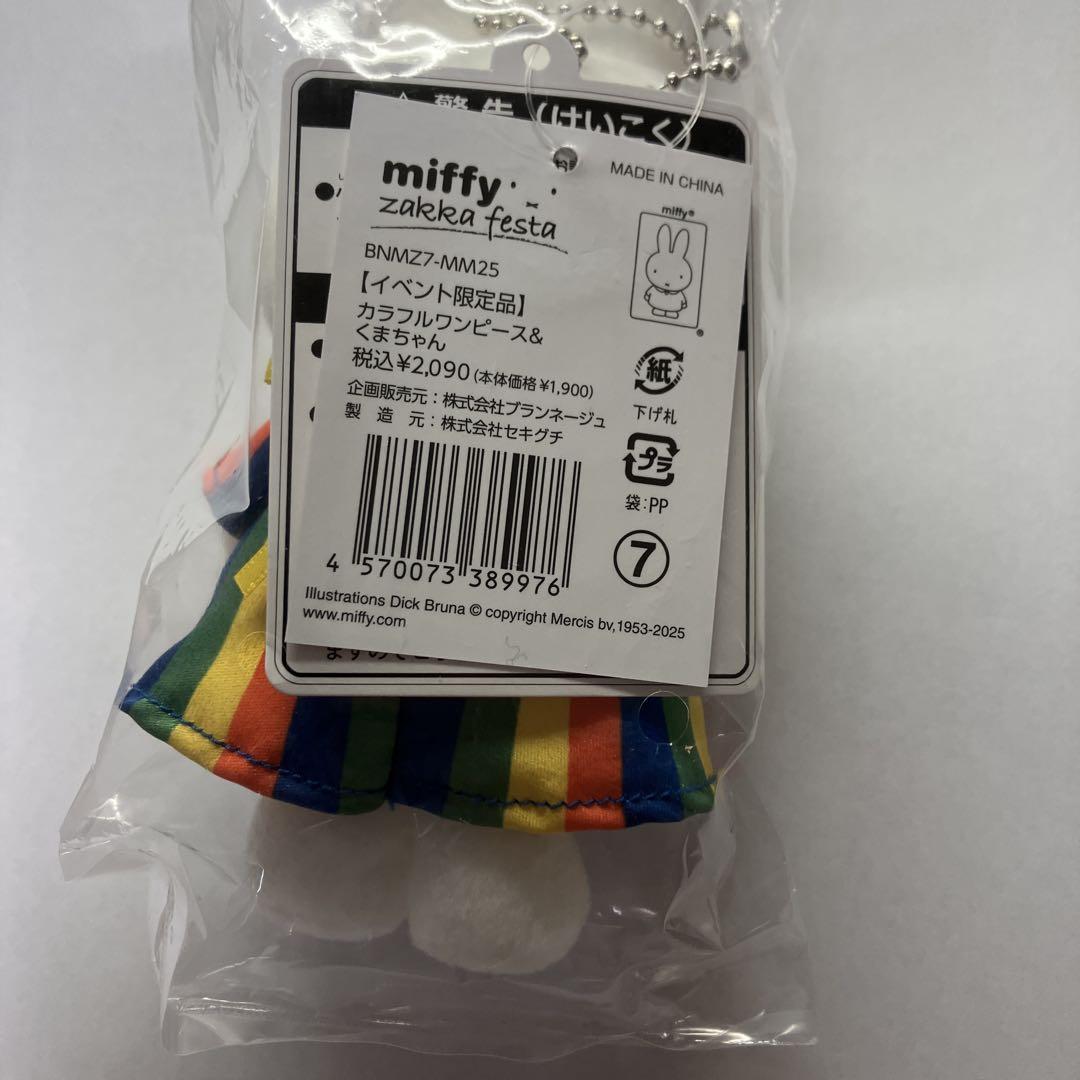 警告(けいこく)
miffy
zakka festa
MADE IN CHINA
miffy®
BNMZ7-MM25
【イベント限定品】
カラフルワンピース&
くまちゃん
税込¥2,090(本体価格¥1,900)
企画販売元:株式会社ブランネージュ
製 造 元:株式会社セキグチ
紙
下げ札
プラ
袋:PP
⑦
4 570073 389976
Illustrations Dick Bruna © copyright Mercis bv,1953-2025
www.miffy.com